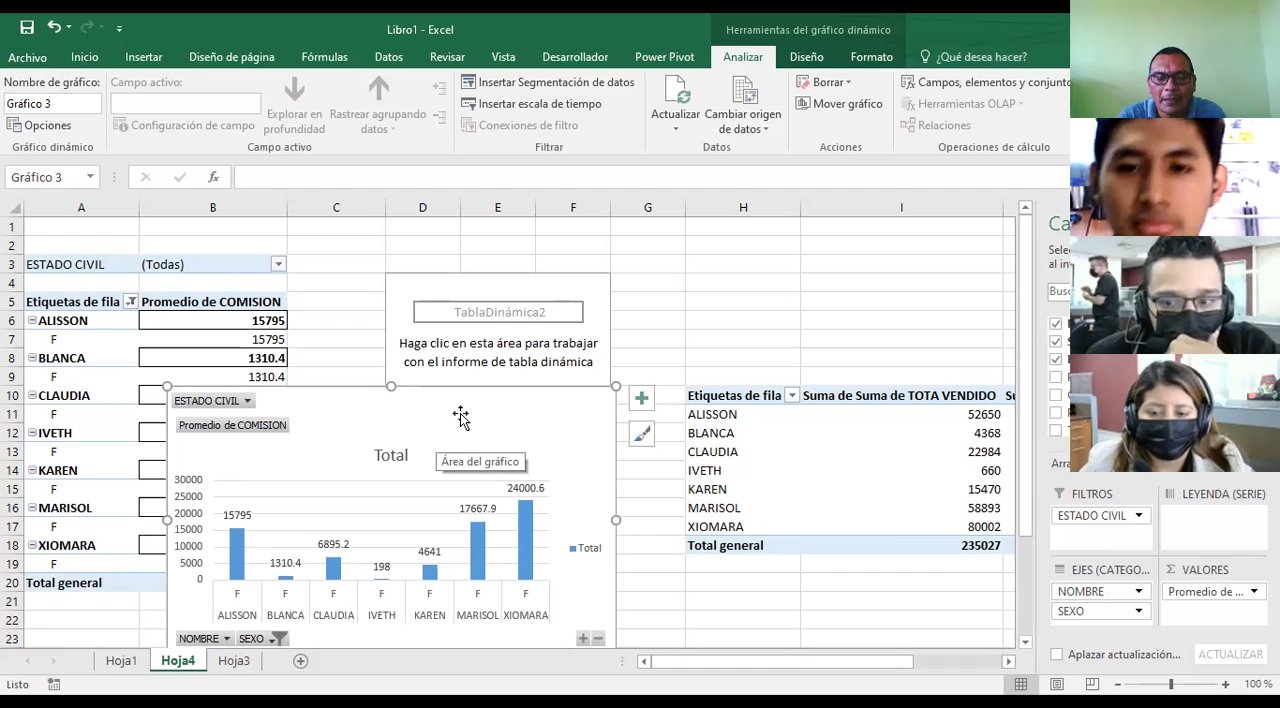 Libro1 - Excel
Herramientas del gráfico dinámico
Archivo Inicio Insertar Diseño de página Fórmulas Datos Revisar Vista Desarrollador Power Pivot Analizar Diseño Formato ¿Qué desea hacer?
Nombre de gráfico: Campo activo:
Gráfico 3
Opciones
Configuración de campo
Explorar en profundidad
Rastrear agrupando datos
Insertar Segmentación de datos
Insertar escala de tiempo
Conexiones de filtro
Actualizar
Cambiar origen de datos
Borrar
Mover gráfico
Campos, elementos y conjunto
Herramientas OLAP
Relaciones
Gráfico dinámico Campo activo Filtrar Datos Acciones Operaciones de cálculo
Gráfico 3 fx
A B C D E F G H I
1
2
3 ESTADO CIVIL (Todas)
4
5 Etiquetas de fila Promedio de COMISION
6 ALISSON 15795
7 F 15795
8 BLANCA 1310.4
9 F 1310.4
10 CLAUDIA
11 F
12 IVETH
13 F
14 KAREN
15 F
16 MARISOL
17 F
18 XIOMARA
19 F
20 Total general
21
22
23
TablaDinámica2
Haga clic en esta área para trabajar
con el informe de tabla dinámica
ESTADO CIVIL
Promedio de COMISION
Total
Área del gráfico
30000
25000
20000
15000
10000
5000
0
15795 1310.4 6895.2 198 4641 17667.9 24000.6
F F F F F F F
ALISSON BLANCA CLAUDIA IVETH KAREN MARISOL XIOMARA
Total
NOMBRE SEXO
Etiquetas de fila Suma de Suma de TOTA VENDIDO
ALISSON 52650
BLANCA 4368
CLAUDIA 22984
IVETH 660
KAREN 15470
MARISOL 58893
XIOMARA 80002
Total general 235027
FILTROS LEYENDA (SERIE)
ESTADO CIVIL
EJES (CATEGO... Σ VALORES
NOMBRE Promedio de ...
SEXO
Aplazar actualización... ACTUALIZAR
Hoja1 Hoja4 Hoja3
Listo 100 %